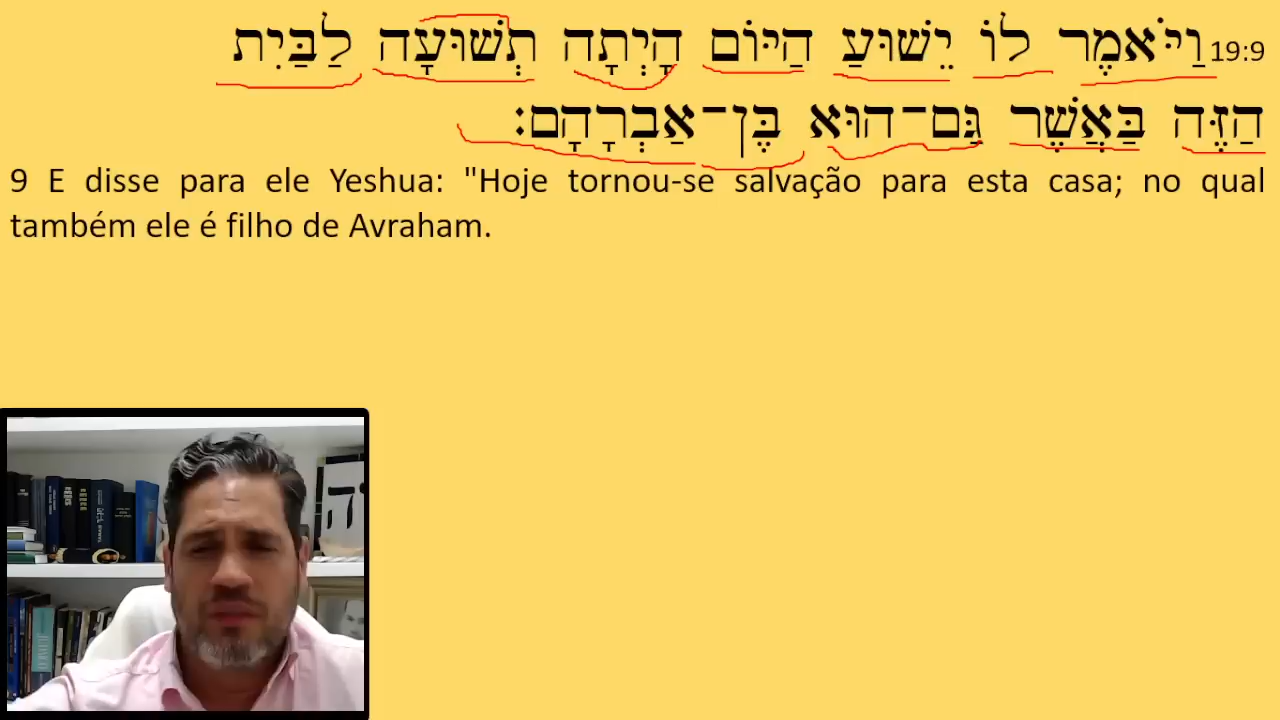 19:9 וַיֹּאמֶר לוֹ יֵשׁוּעַ הַיּוֹם הָיְתָה תְּשׁוּעָה לַבַּיִת
הַזֶּה בַּאֲשֶׁר גַּם־הוּא בֶּן־אַבְרָהָם׃
9 E disse para ele Yeshua: "Hoje tornou-se salvação para esta casa; no qual
também ele é filho de Avraham.